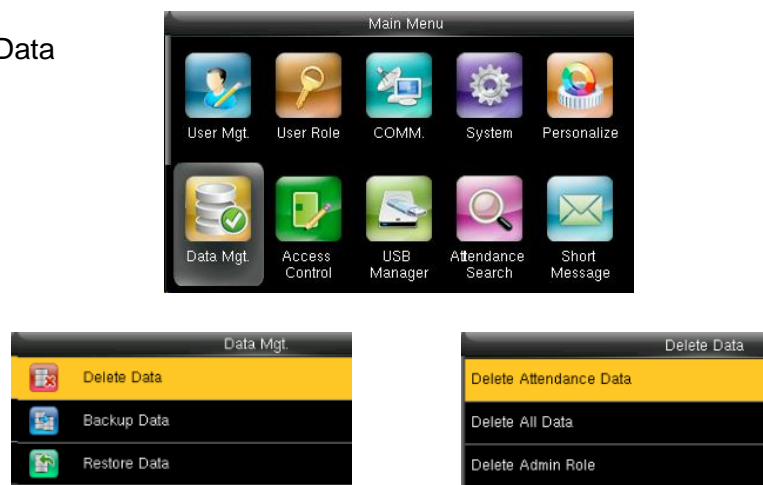 Data
Main Menu
User Mgt. User Role COMM. System Personalize
Data Mgt. Access Control USB Manager Attendance Search Short Message
Data Mgt.
Delete Data
Backup Data
Restore Data
Delete Data
Delete Attendance Data
Delete All Data
Delete Admin Role